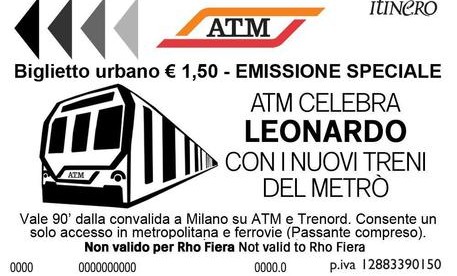 ATM
ITINERO
Biglietto urbano € 1,50 - EMISSIONE SPECIALE
ATM CELEBRA
LEONARDO
CON I NUOVI TRENI
DEL METRÒ
ATM
Vale 90’ dalla convalida a Milano su ATM e Trenord. Consente un
solo accesso in metropolitana e ferrovie (Passante compreso).
Non valido per Rho Fiera Not valid to Rho Fiera
0000 0000000000 0000.0 p.iva 12883390150